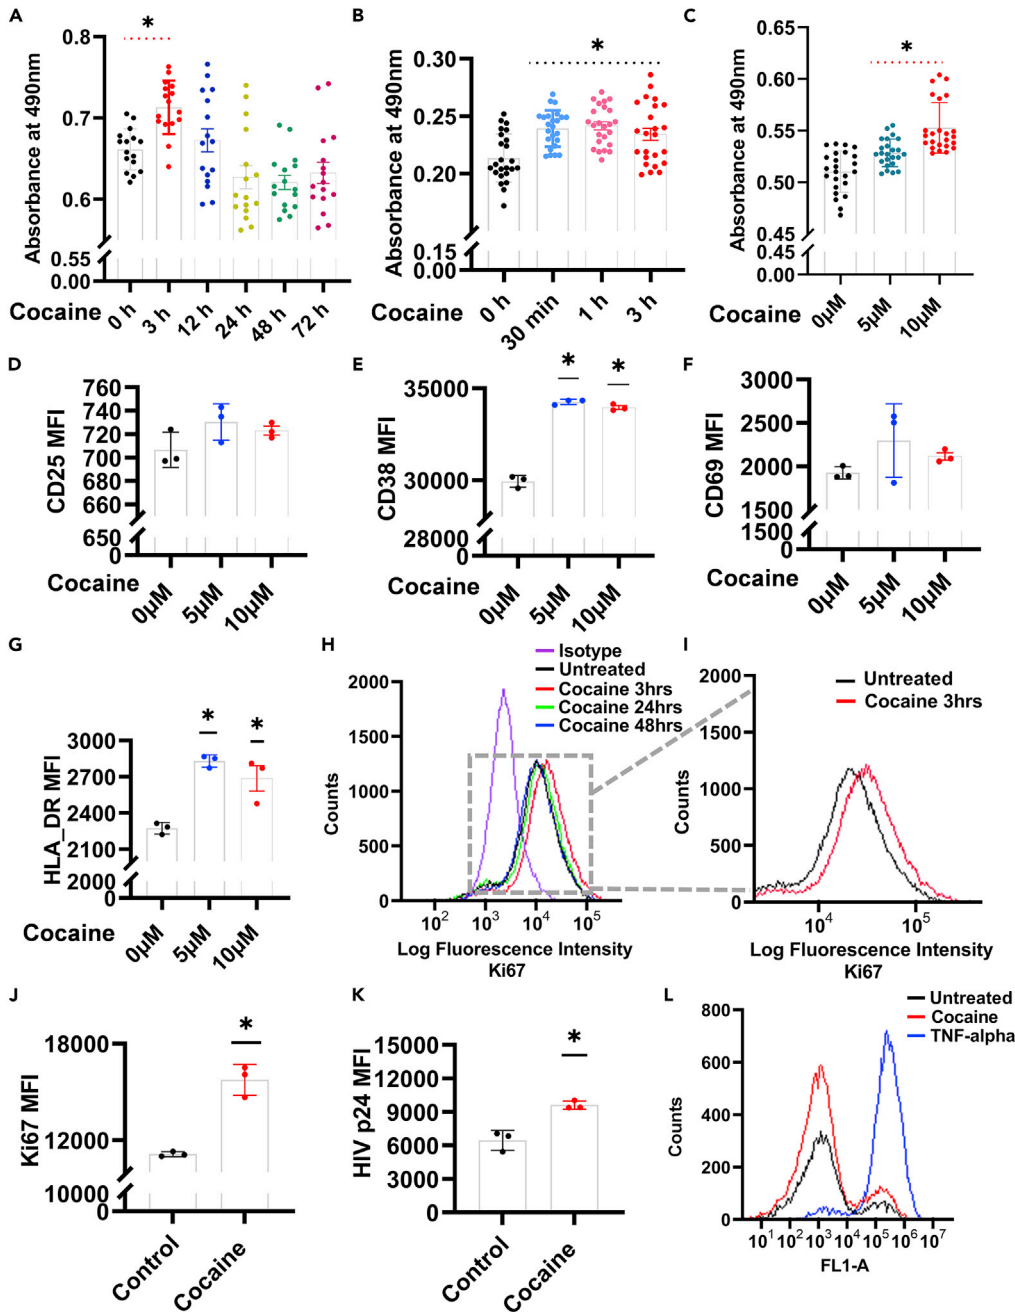 A
*
Absorbance at 490nm
0.8
0.7
0.6
0.55
0.00
Cocaine
0 h
3 h
12 h
24 h
48 h
72 h
B
*
Absorbance at 490nm
0.30
0.25
0.20
0.15
0.00
Cocaine
0 h
30 min
1 h
3 h
C
*
Absorbance at 490nm
0.65
0.60
0.55
0.50
0.45
0.45
0.00
Cocaine
0µM
5µM
10µM
D
CD25 MFI
760
740
720
700
680
660
650
0
Cocaine
0µM
5µM
10µM
E
* *
CD38 MFI
35000
30000
28000
0
Cocaine
0µM
5µM
10µM
F
CD69 MFI
3000
2500
2000
1500
1500
0
Cocaine
0µM
5µM
10µM
G
* *
HLA_DR MFI
3000
2700
2400
2100
2000
0
Cocaine
0µM
5µM
10µM
H
Isotype
Untreated
Cocaine 3hrs
Cocaine 24hrs
Cocaine 48hrs
Counts
2000
1500
1000
500
0
10² 10³ 10⁴ 10⁵
Log Fluorescence Intensity
Ki67
I
Untreated
Cocaine 3hrs
Counts
2000
1500
1000
500
0
10⁴ 10⁵
Log Fluorescence Intensity
Ki67
J
*
Ki67 MFI
18000
12000
10000
0
Control
Cocaine
K
*
HIV p24 MFI
15000
12000
9000
6000
3000
0
Control
Cocaine
L
Untreated
Cocaine
TNF-alpha
Counts
800
600
400
200
0
10¹ 10² 10³ 10⁴ 10⁵ 10⁶ 10⁷
FL1-A